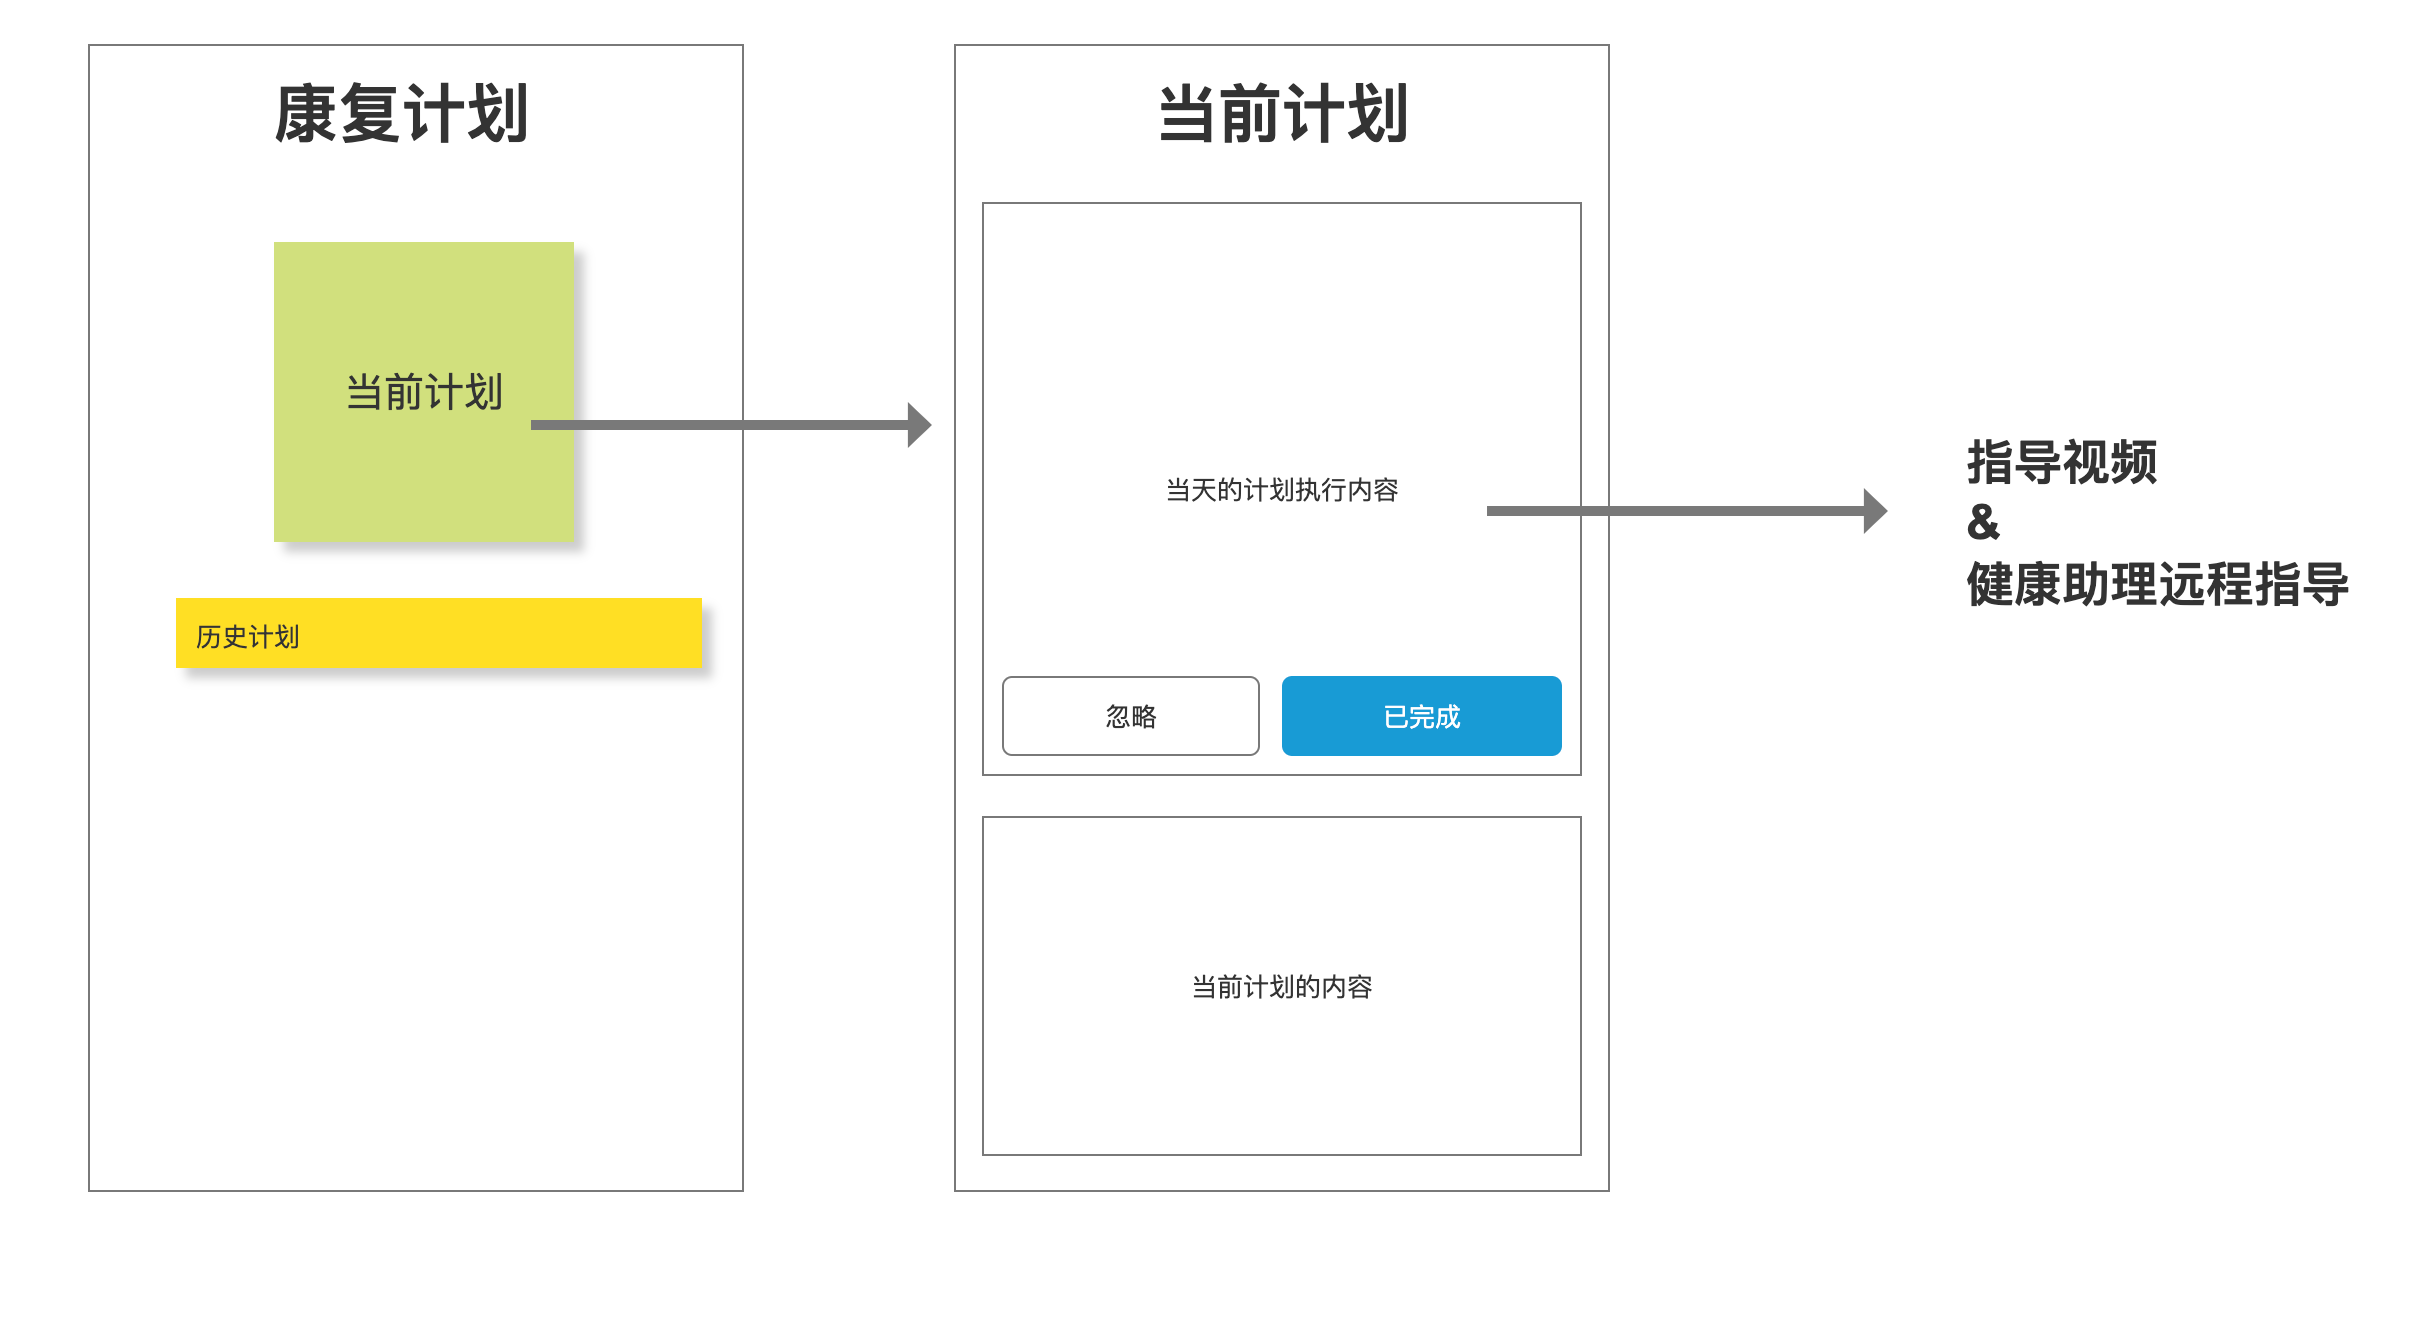 康复计划
当前计划
历史计划
当前计划
当天的计划执行内容
忽略
已完成
当前计划的内容
指导视频
&
健康助理远程指导